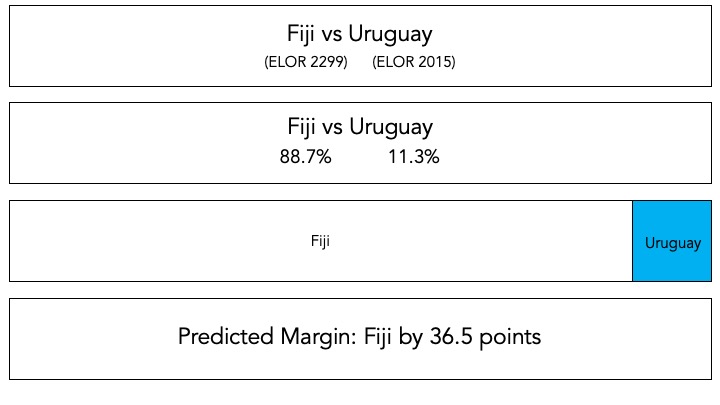 Fiji vs Uruguay
(ELOR 2299) (ELOR 2015)
Fiji vs Uruguay
88.7% 11.3%
Fiji Uruguay
Predicted Margin: Fiji by 36.5 points